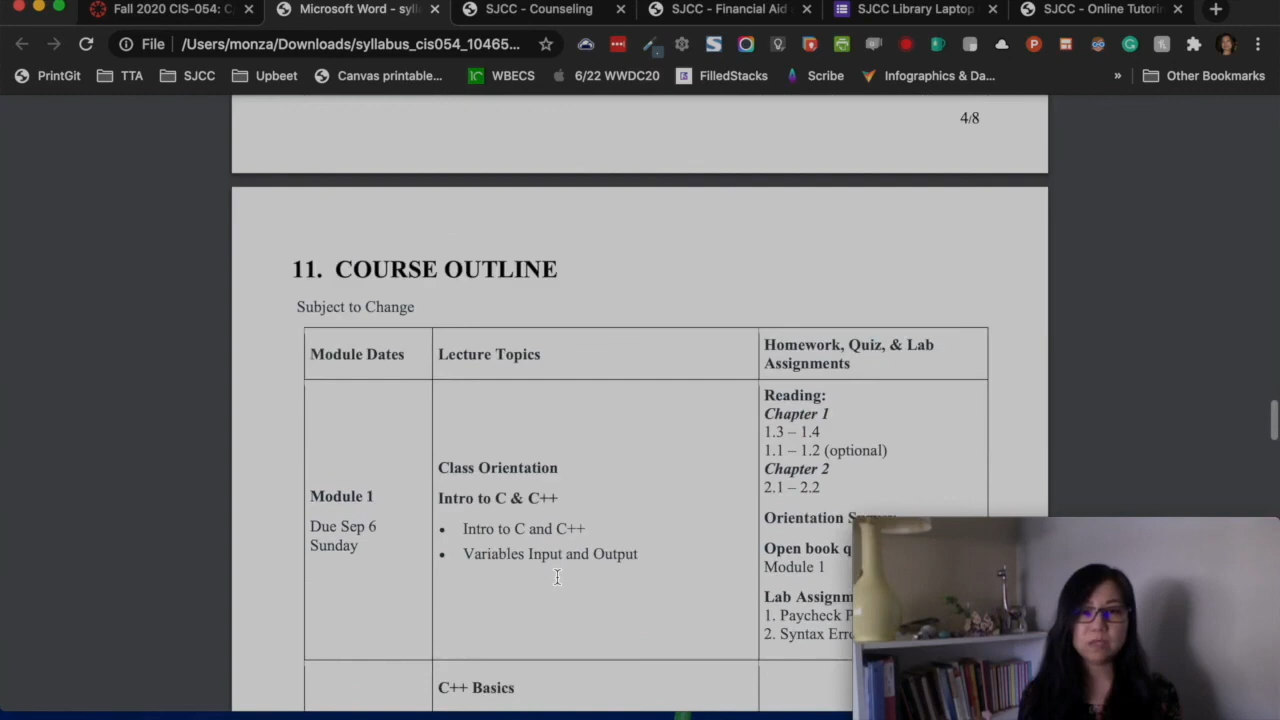 Fall 2020 CIS-054: C
Microsoft Word - syll
SJCC - Counseling
SJCC - Financial Aid
SJCC Library Laptop
SJCC - Online Tutorin
File
/Users/monza/Downloads/syllabus_cis054_10465...
PrintGit
TTA
SJCC
Upbeet
Canvas printable...
WBECS
6/22 WWDC20
FilledStacks
Scribe
Infographics & Da...
»
Other Bookmarks
4/8
11. COURSE OUTLINE
Subject to Change
Module Dates
Lecture Topics
Homework, Quiz, & Lab
Assignments
Module 1
Due Sep 6
Sunday
Class Orientation
Intro to C & C++
• Intro to C and C++
• Variables Input and Output
Reading:
Chapter 1
1.3 – 1.4
1.1 – 1.2 (optional)
Chapter 2
2.1 – 2.2
Orientation
Open book q
Module 1
Lab Assignm
1. Paycheck P
2. Syntax Erro
C++ Basics